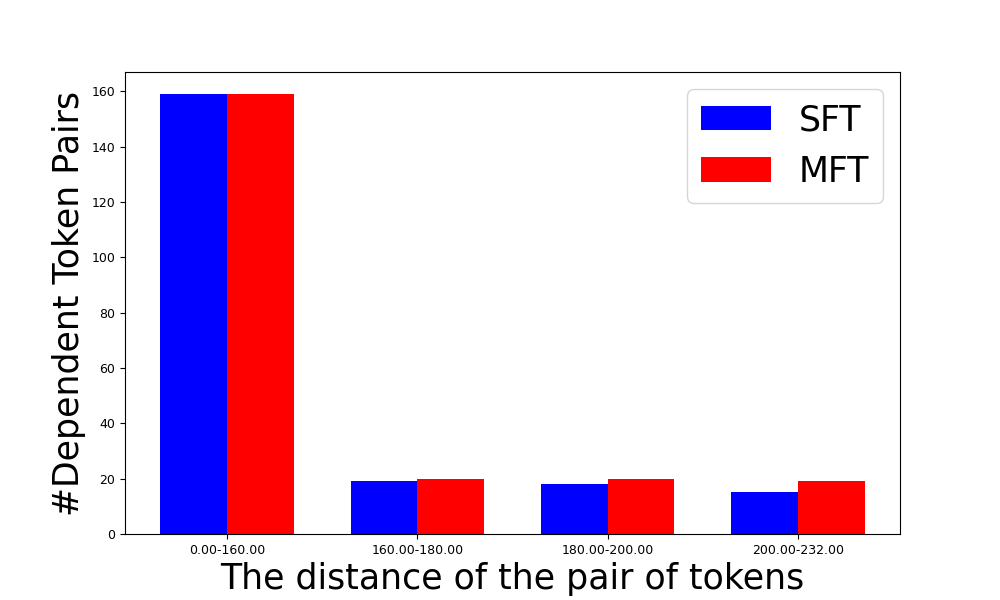 #Dependent Token Pairs
160
140
120
100
80
60
40
20
0
SFT
MFT
0.00-160.00 160.00-180.00 180.00-200.00 200.00-232.00
The distance of the pair of tokens